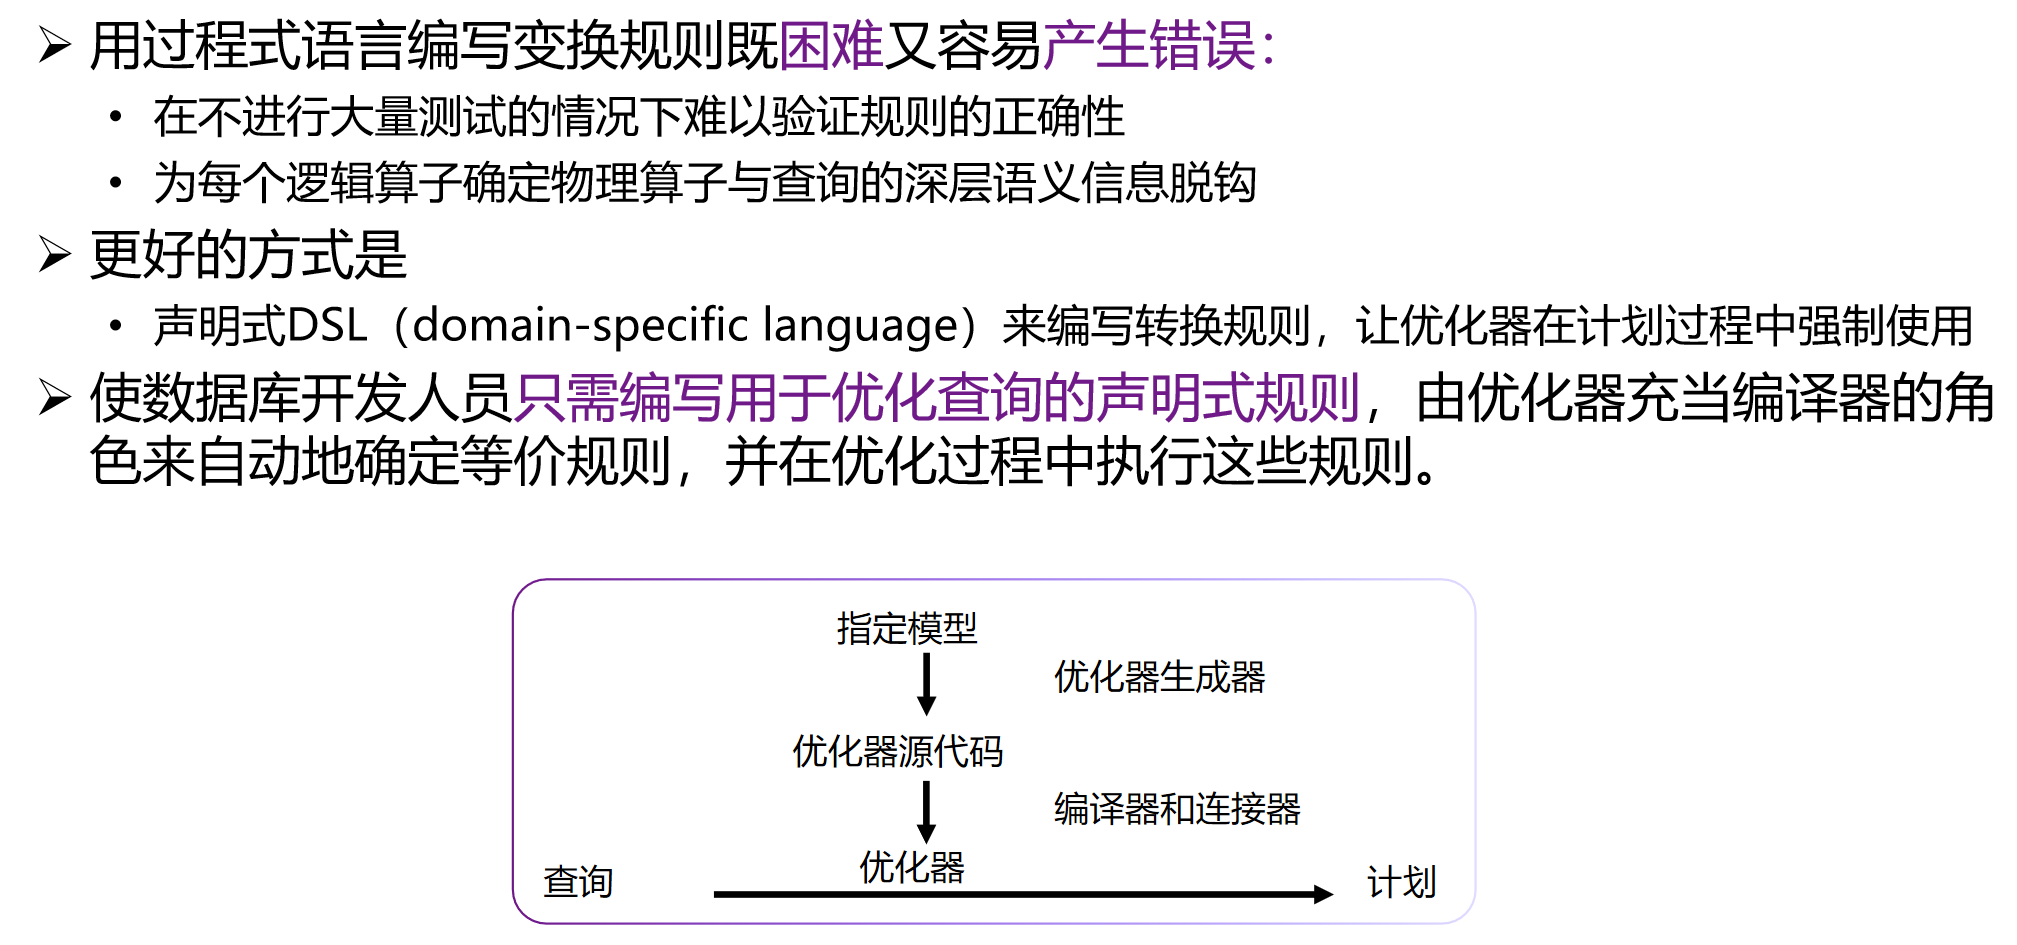 用过程式语言编写变换规则既困难又容易产生错误：
在不进行大量测试的情况下难以验证规则的正确性
为每个逻辑算子确定物理算子与查询的深层语义信息脱钩
更好的方式是
声明式DSL（domain-specific language）来编写转换规则，让优化器在计划过程中强制使用
使数据库开发人员只需编写用于优化查询的声明式规则，由优化器充当编译器的角
色来自动地确定等价规则，并在优化过程中执行这些规则。
指定模型
优化器生成器
优化器源代码
编译器和连接器
优化器
查询
计划